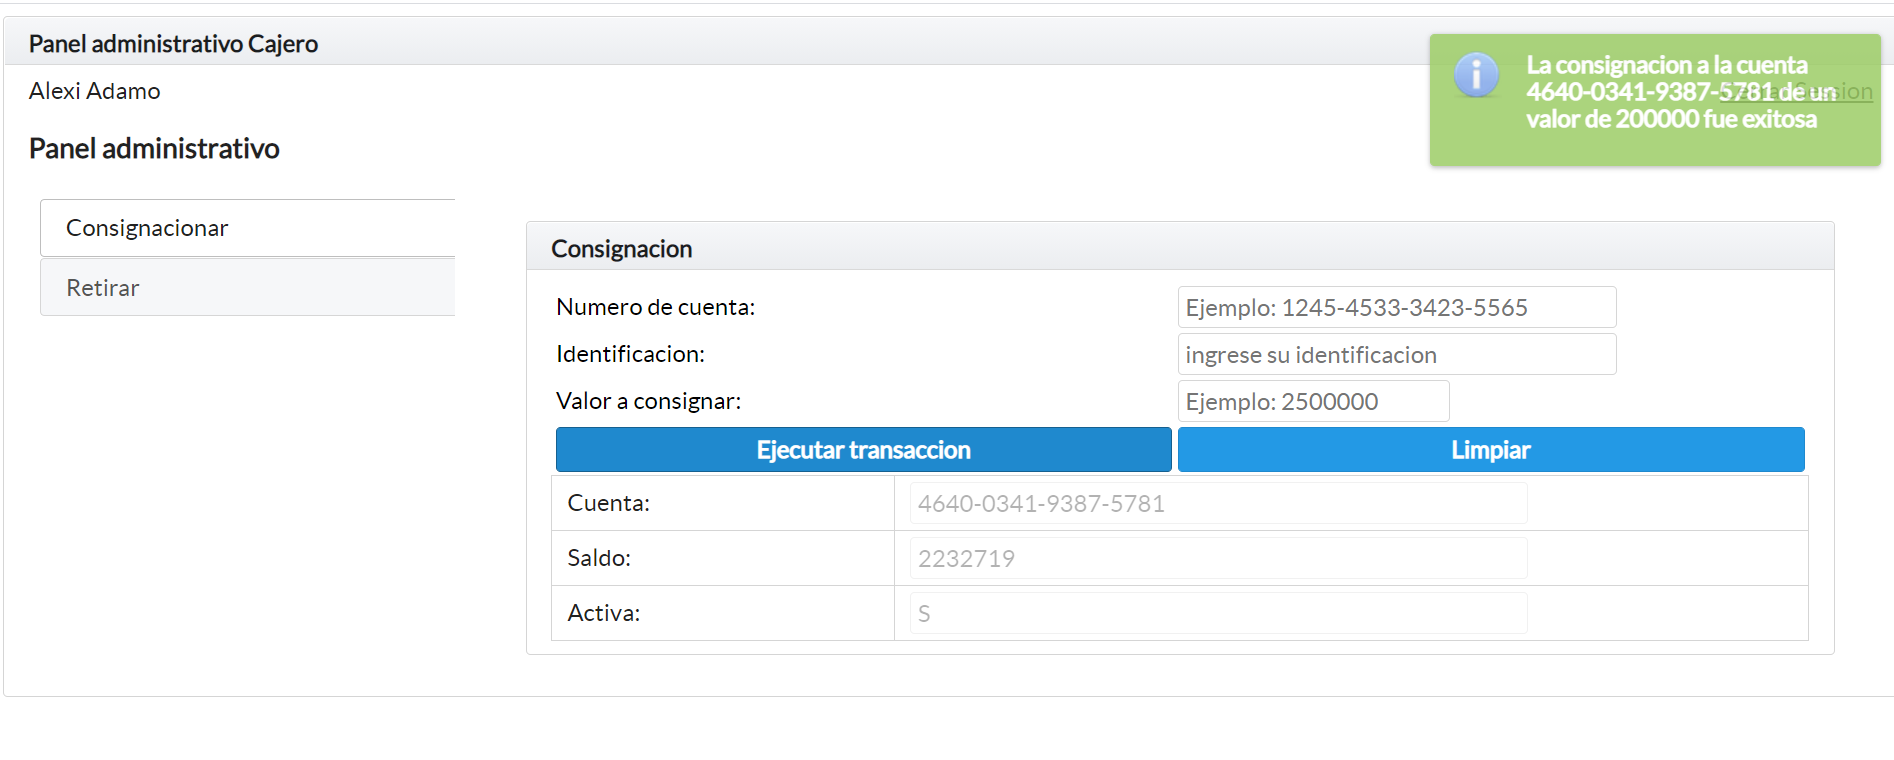 Panel administrativo Cajero
Alexi Adamo
La consignacion a la cuenta
4640-0341-9387-5781 de un
valor de 200000 fue exitosa
Cerrar Session
Panel administrativo
Consignacionar
Retirar
Consignacion
Numero de cuenta:
Ejemplo: 1245-4533-3423-5565
Identificacion:
ingrese su identificacion
Valor a consignar:
Ejemplo: 2500000
Ejecutar transaccion
Limpiar
Cuenta:
4640-0341-9387-5781
Saldo:
2232719
Activa:
S